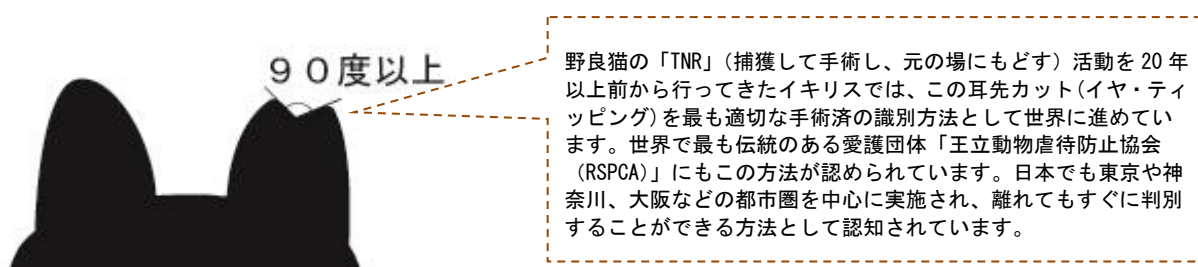 90度以上
野良猫の「TNR」(捕獲して手術し、元の場にもどす)活動を20年
以上前から行ってきたイキリスでは、この耳先カット(イヤ・ティ
ッピング)を最も適切な手術済の識別方法として世界に進めてい
ます。世界で最も伝統のある愛護団体「王立動物虐待防止協会
(RSPCA)」にもこの方法が認められています。日本でも東京や神
奈川、大阪などの都市圏を中心に実施され、離れてもすぐに判別
することができる方法として認知されています。